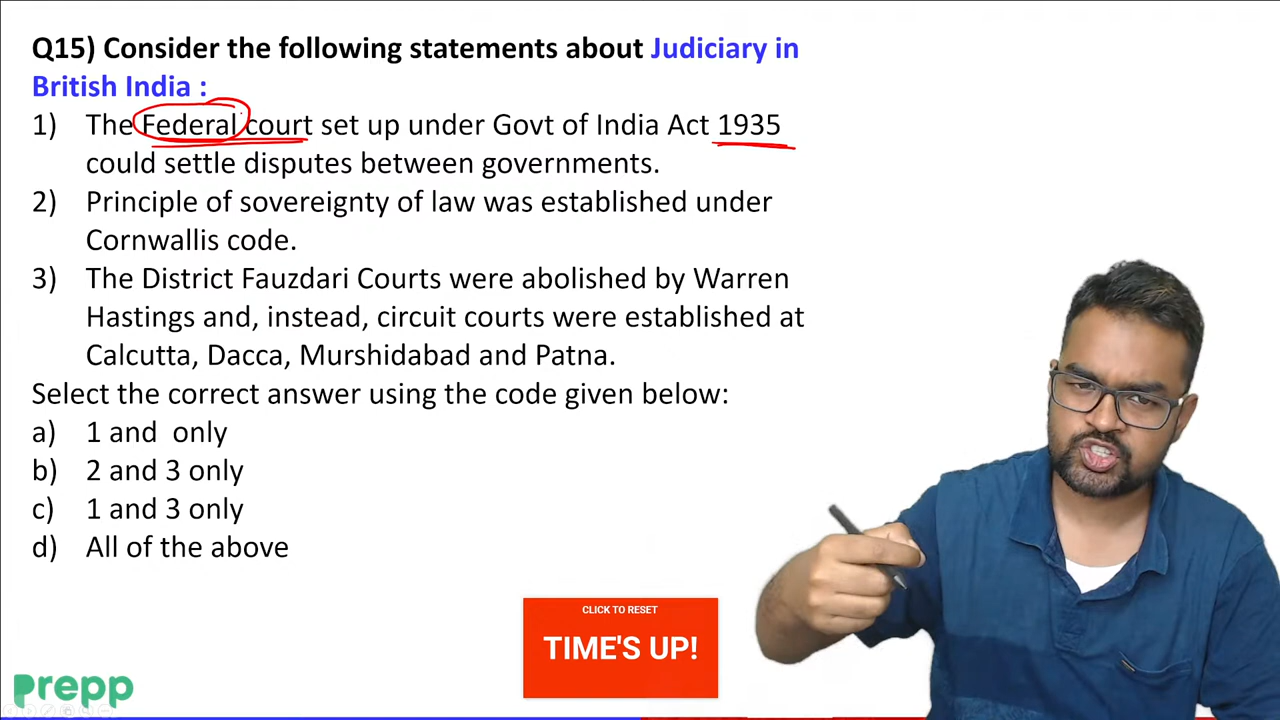 Q15) Consider the following statements about Judiciary in
British India :
1) The Federal court set up under Govt of India Act 1935
could settle disputes between governments.
2) Principle of sovereignty of law was established under
Cornwallis code.
3) The District Fauzdari Courts were abolished by Warren
Hastings and, instead, circuit courts were established at
Calcutta, Dacca, Murshidabad and Patna.
Select the correct answer using the code given below:
a) 1 and only
b) 2 and 3 only
c) 1 and 3 only
d) All of the above
CLICK TO RESET
TIME'S UP!
Prepp